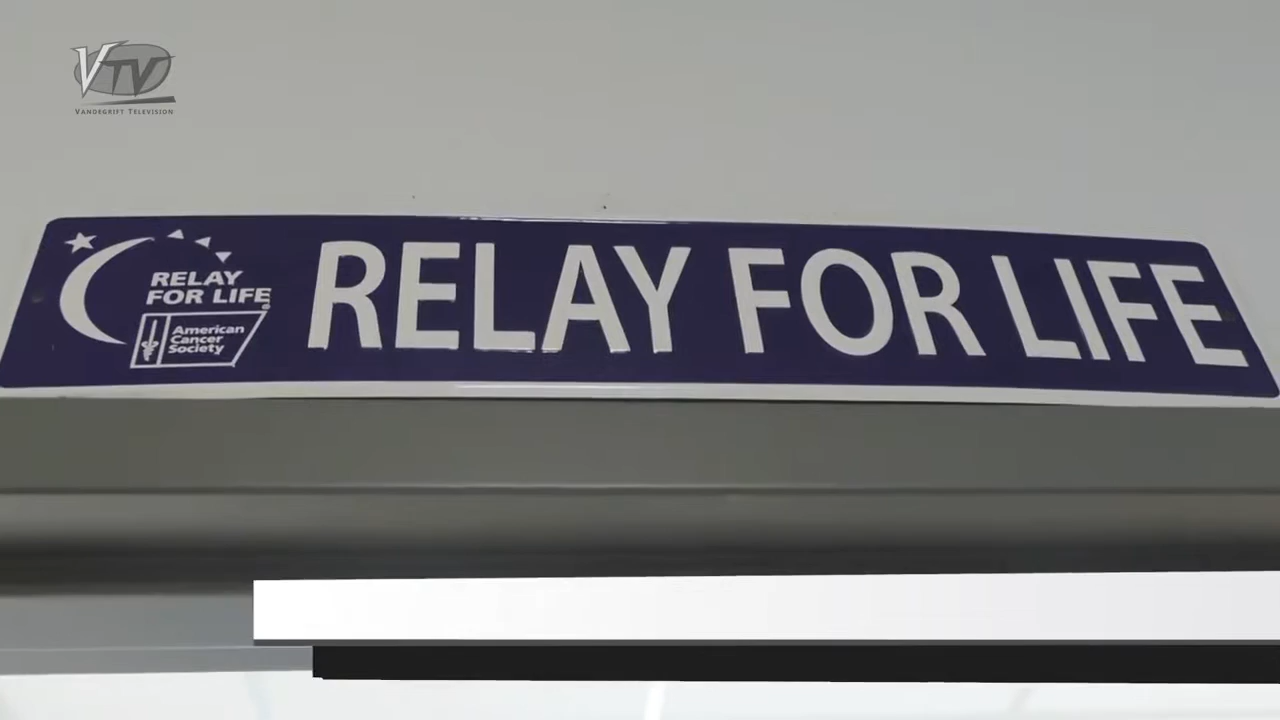 VTV
VANDEGRIFT TELEVISION
RELAY
FOR LIFE
American
Cancer
Society
RELAY FOR LIFE